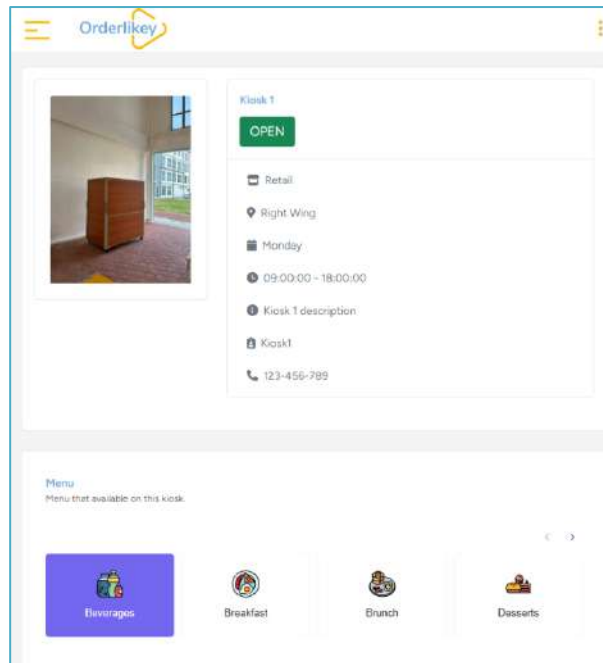 Orderlikey
Kiosk 1
OPEN
Retail
Right Wing
Monday
09:00:00 - 18:00:00
Kiosk 1 description
Kiosk1
123-456-789
Menu
Menu that available on this kiosk.
Beverages
Breakfast
Brunch
Desserts